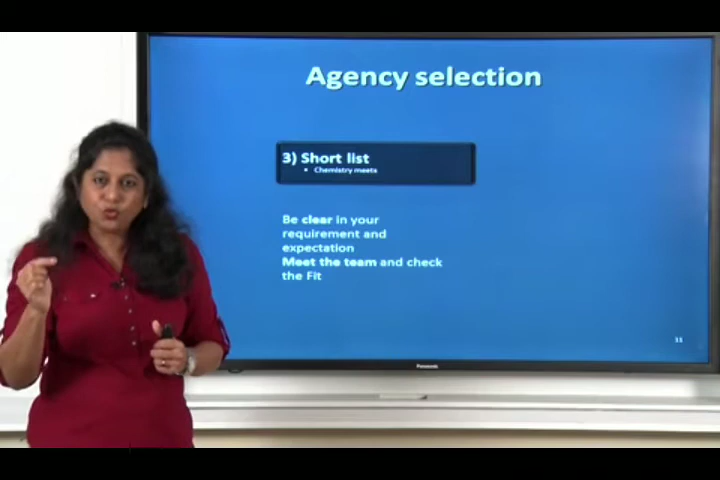 Agency selection
3) Short list
▪ Chemistry meets
Be clear in your
requirement and
expectation
Meet the team and check
the Fit
11
Panasonic